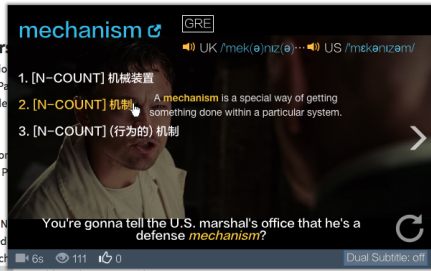 mechanism
GRE
UK /'mek(ə)nɪz(ə)… US /'mɛkənɪzəm/
1. [N-COUNT] 机械装置
2. [N-COUNT] 机制
A mechanism is a special way of getting
something done within a particular system.
3. [N-COUNT] (行为的) 机制
You're gonna tell the U.S. marshal's office that he's a
defense mechanism?
6s 111 0
Dual Subtitle: off